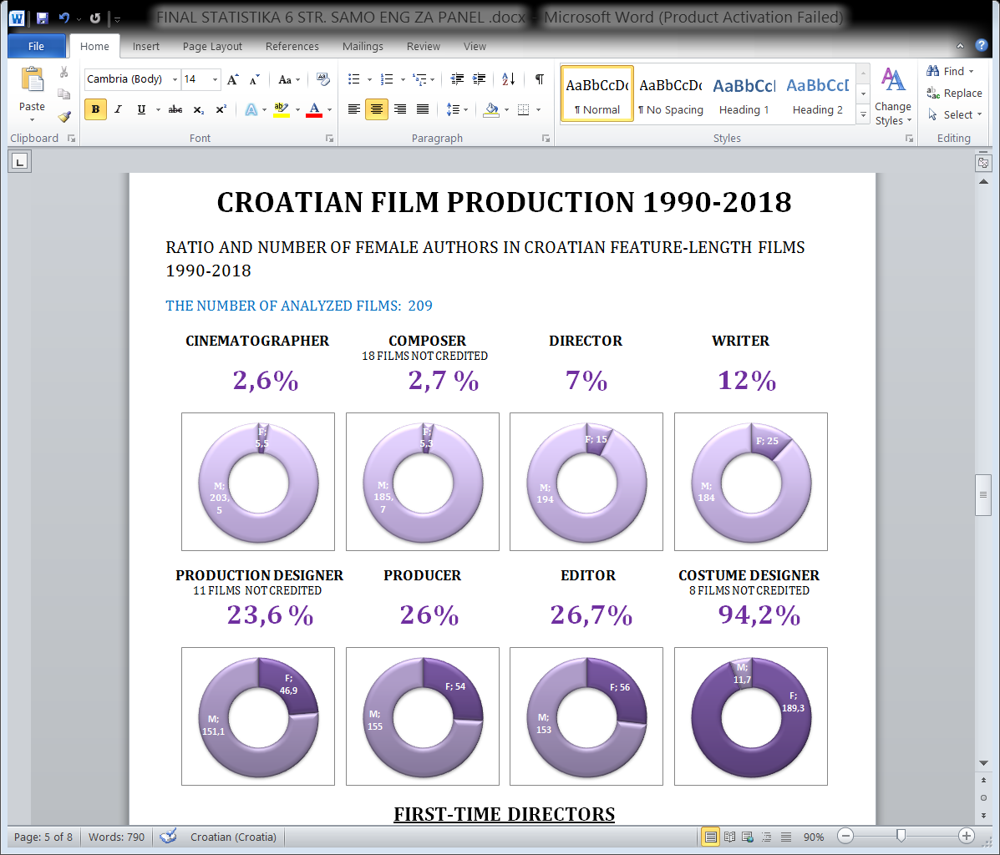 FINAL STATISTIKA 6 STR. SAMO ENG ZA PANEL .docx - Microsoft Word (Product Activation Failed)
File Home Insert Page Layout References Mailings Review View
Paste
Clipboard
Cambria (Body) 14
Font
Paragraph
AaBbCcDc AaBbCcDc AaBbCc AaBbCc
¶ Normal ¶ No Spacing Heading 1 Heading 2
Change
Styles
Styles
Find
Replace
Select
Editing
CROATIAN FILM PRODUCTION 1990-2018
RATIO AND NUMBER OF FEMALE AUTHORS IN CROATIAN FEATURE-LENGTH FILMS
1990-2018
THE NUMBER OF ANALYZED FILMS: 209
CINEMATOGRAPHER COMPOSER DIRECTOR WRITER
18 FILMS NOT CREDITED
2,6% 2,7 % 7% 12%
F;
5,5
M;
203,
5
F;
5,3
M;
185,
7
F; 15
M;
194
F; 25
M;
184
PRODUCTION DESIGNER PRODUCER EDITOR COSTUME DESIGNER
11 FILMS NOT CREDITED 8 FILMS NOT CREDITED
23,6 % 26% 26,7% 94,2%
F;
46,9
M;
151,1
F; 54
M;
155
F; 56
M;
153
M;
11,7
F;
189,3
FIRST-TIME DIRECTORS
Page: 5 of 8 Words: 790 Croatian (Croatia) 90%